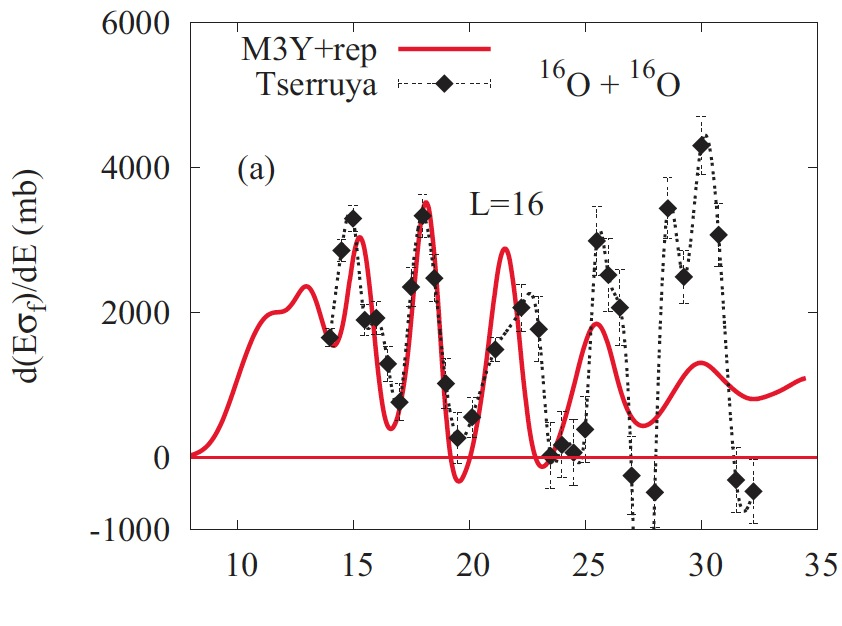 6000
M3Y+rep
Tserruya
16O + 16O
4000
(a)
L=16
2000
0
-1000
10 15 20 25 30 35
d(Eσf)/dE (mb)